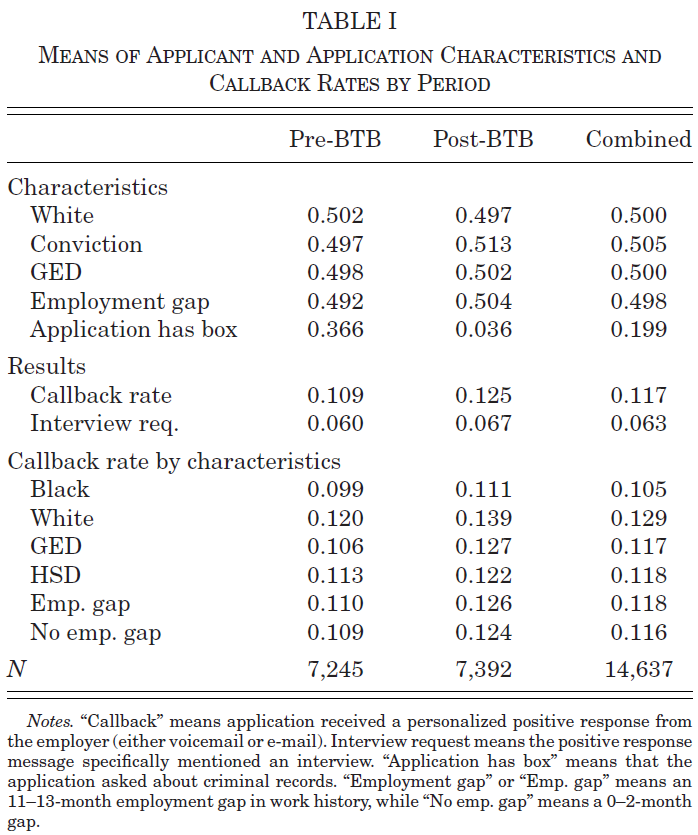 TABLE I
MEANS OF APPLICANT AND APPLICATION CHARACTERISTICS AND
CALLBACK RATES BY PERIOD
Pre-BTB Post-BTB Combined
Characteristics
White 0.502 0.497 0.500
Conviction 0.497 0.513 0.505
GED 0.498 0.502 0.500
Employment gap 0.492 0.504 0.498
Application has box 0.366 0.036 0.199
Results
Callback rate 0.109 0.125 0.117
Interview req. 0.060 0.067 0.063
Callback rate by characteristics
Black 0.099 0.111 0.105
White 0.120 0.139 0.129
GED 0.106 0.127 0.117
HSD 0.113 0.122 0.118
Emp. gap 0.110 0.126 0.118
No emp. gap 0.109 0.124 0.116
N 7,245 7,392 14,637
Notes. “Callback” means application received a personalized positive response from
the employer (either voicemail or e-mail). Interview request means the positive response
message specifically mentioned an interview. “Application has box” means that the
application asked about criminal records. “Employment gap” or “Emp. gap” means an
11–13-month employment gap in work history, while “No emp. gap” means a 0–2-month
gap.